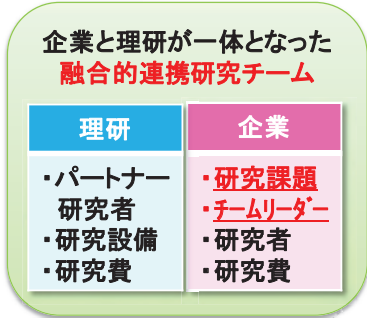 企業と理研が一体となった
融合的連携研究チーム
理研
・パートナー
研究者
・研究設備
・研究費
企業
・研究課題
・ﾁｰﾑﾘｰﾀﾞｰ
・研究者
・研究費